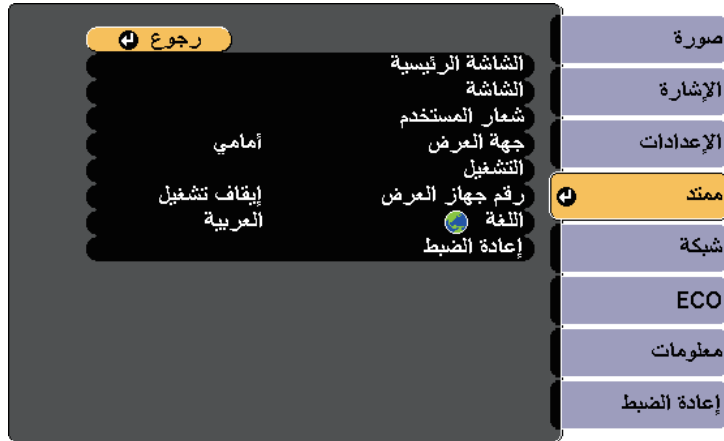 صورة
الإشارة
الإعدادات
ممتد
شبكة
ECO
معلومات
إعادة الضبط
رجوع
الشاشة الرئيسية
الشاشة
شعار المستخدم
جهة العرض أمامي
التشغيل
رقم جهاز العرض إيقاف تشغيل
اللغة العربية
إعادة الضبط